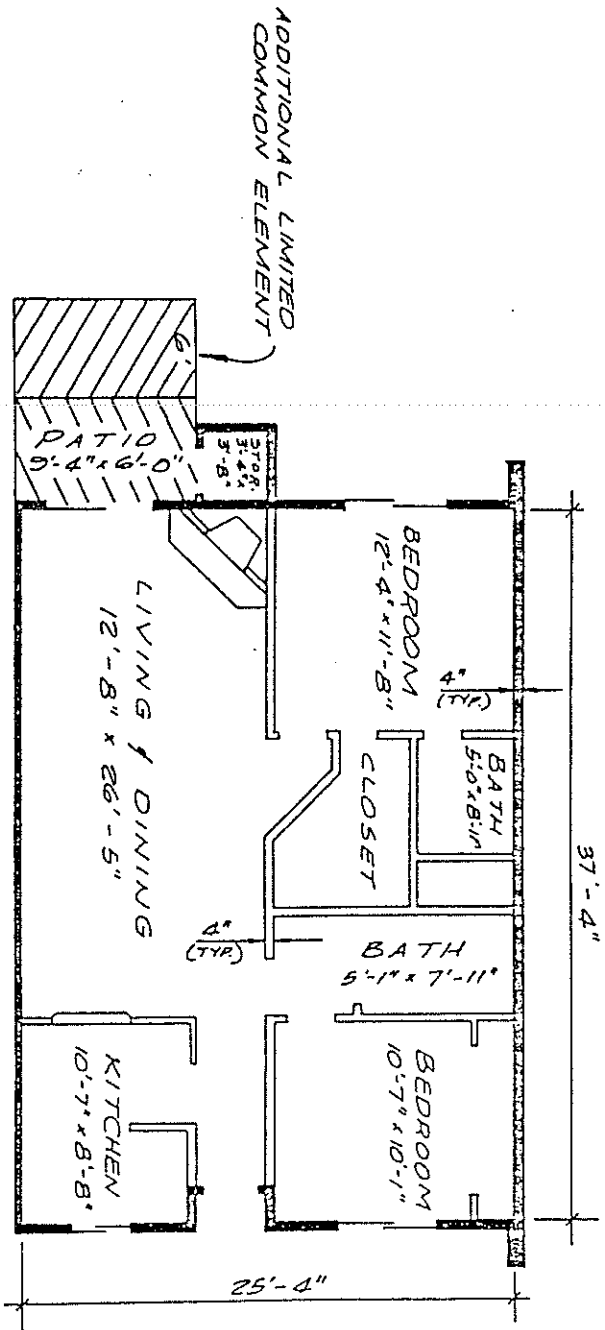 ADDITIONAL LIMITED
COMMON ELEMENT
6'
PATIO
9'-4" x 6'-0"
STOR.
3'-4" x
3'-8"
BEDROOM
12'-4" x 11'-8"
4"
(TYP.)
LIVING & DINING
12'-8" x 26'-5"
CLOSET
BATH
5'-0" x 8'-11"
37'-4"
4"
(TYP.)
BATH
5'-1" x 7'-11"
KITCHEN
10'-7" x 8'-8"
BEDROOM
10'-7" x 10'-1"
25'-4"